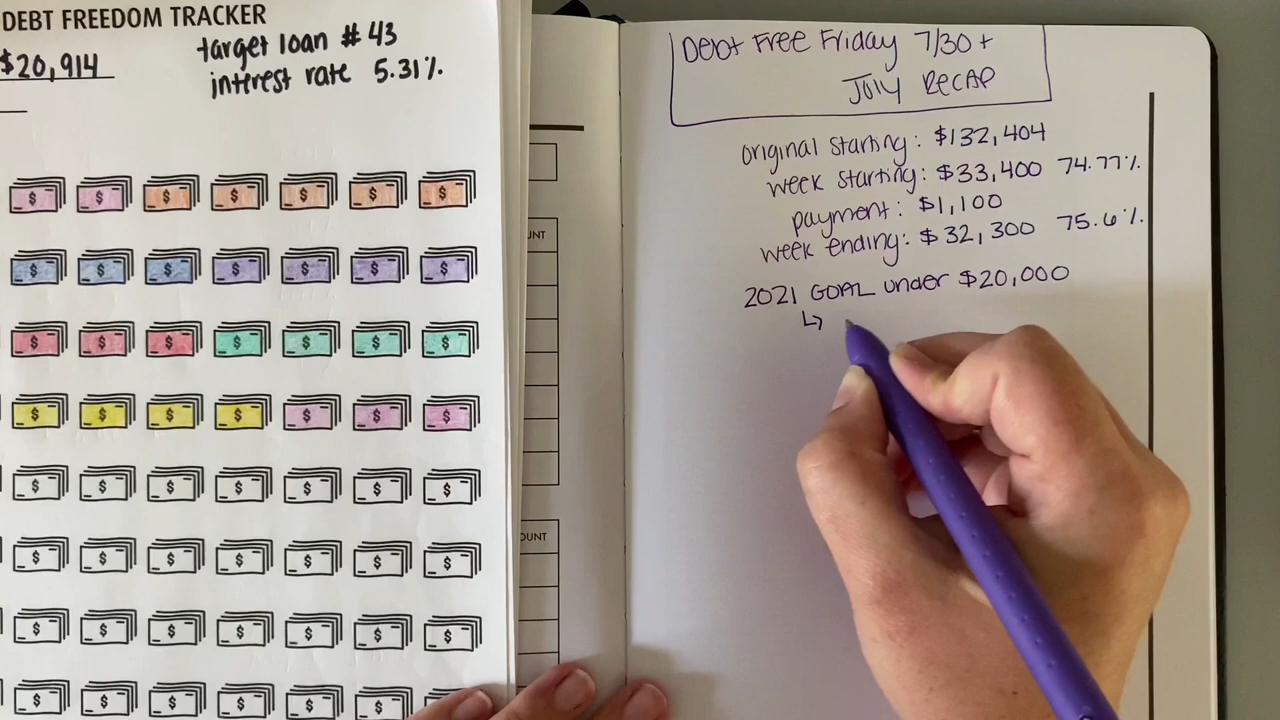 DEBT FREEDOM TRACKER
$20,914
target loan # 43
interest rate 5.31%
UNT
OUNT
Debt Free Friday 7/30 +
July RECAP
original starting: $132,404
week starting: $33,400 74.77%
payment: $1,100
week ending: $32,300 75.6%
2021 GOAL under $20,000